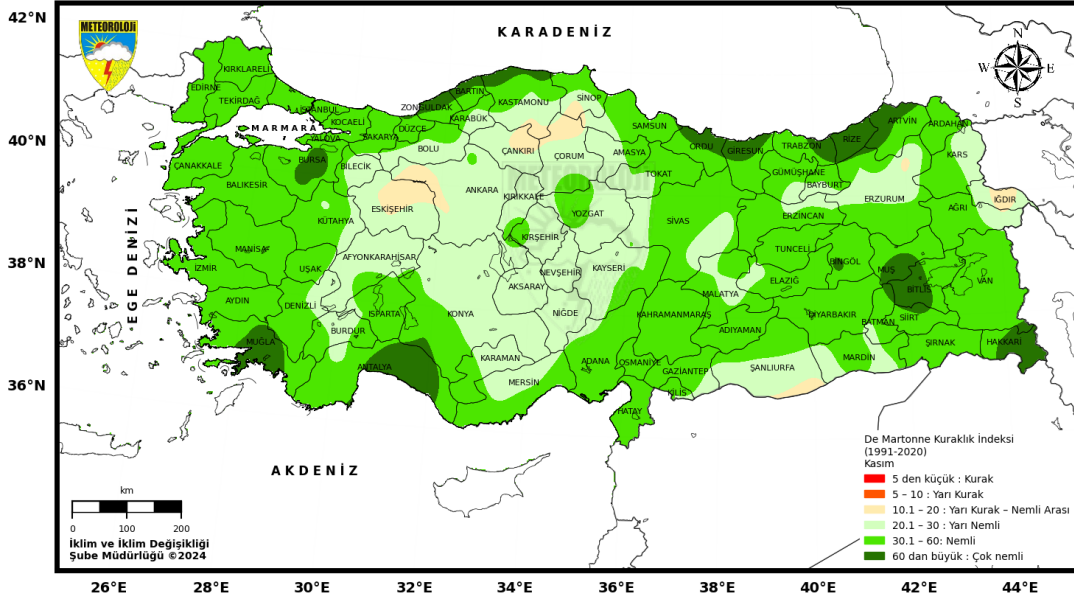 42°N
40°N
38°N
36°N
METEOROLOJİ
KARADENİZ
N
W E
S
KIRKLARELİ
EDİRNE
TEKİRDAĞ
İSTANBUL
MARMARA
KOCAELİ
YALOVA
SAKARYA
DÜZCE
ZONGULDAK
BARTIN
KARABÜK
KASTAMONU
SİNOP
SAMSUN
ORDU
GİRESUN
TRABZON
RİZE
ARTVİN
ARDAHAN
ÇANAKKALE
BURSA
BİLECİK
BOLU
ÇANKIRI
ÇORUM
AMASYA
TOKAT
GÜMÜŞHANE
BAYBURT
KARS
BALIKESİR
KÜTAHYA
ESKİŞEHİR
ANKARA
KIRIKKALE
METEOROLOJİ
YOZGAT
SİVAS
ERZİNCAN
ERZURUM
AĞRI
IĞDIR
EGE DENİZİ
MANİSA
İZMİR
UŞAK
AFYONKARAHİSAR
KIRŞEHİR
NEVŞEHİR
AKSARAY
KAYSERİ
MALATYA
TUNCELİ
ELAZIĞ
BİNGÖL
MUŞ
BİTLİS
VAN
AYDIN
DENİZLİ
BURDUR
ISPARTA
KONYA
NİĞDE
KAHRAMANMARAŞ
ADIYAMAN
DİYARBAKIR
BATMAN
SİİRT
ŞIRNAK
HAKKARİ
MUĞLA
ANTALYA
KARAMAN
MERSİN
ADANA
OSMANİYE
GAZİANTEP
KİLİS
HATAY
ŞANLIURFA
MARDİN
AKDENİZ
km
0 100 200
İklim ve İklim Değişikliği
Şube Müdürlüğü ©2024
De Martonne Kuraklık İndeksi
(1991-2020)
Kasım
5 den küçük : Kurak
5 – 10 : Yarı Kurak
10.1 – 20 : Yarı Kurak – Nemli Arası
20.1 – 30 : Yarı Nemli
30.1 – 60: Nemli
60 dan büyük : Çok nemli
26°E 28°E 30°E 32°E 34°E 36°E 38°E 40°E 42°E 44°E